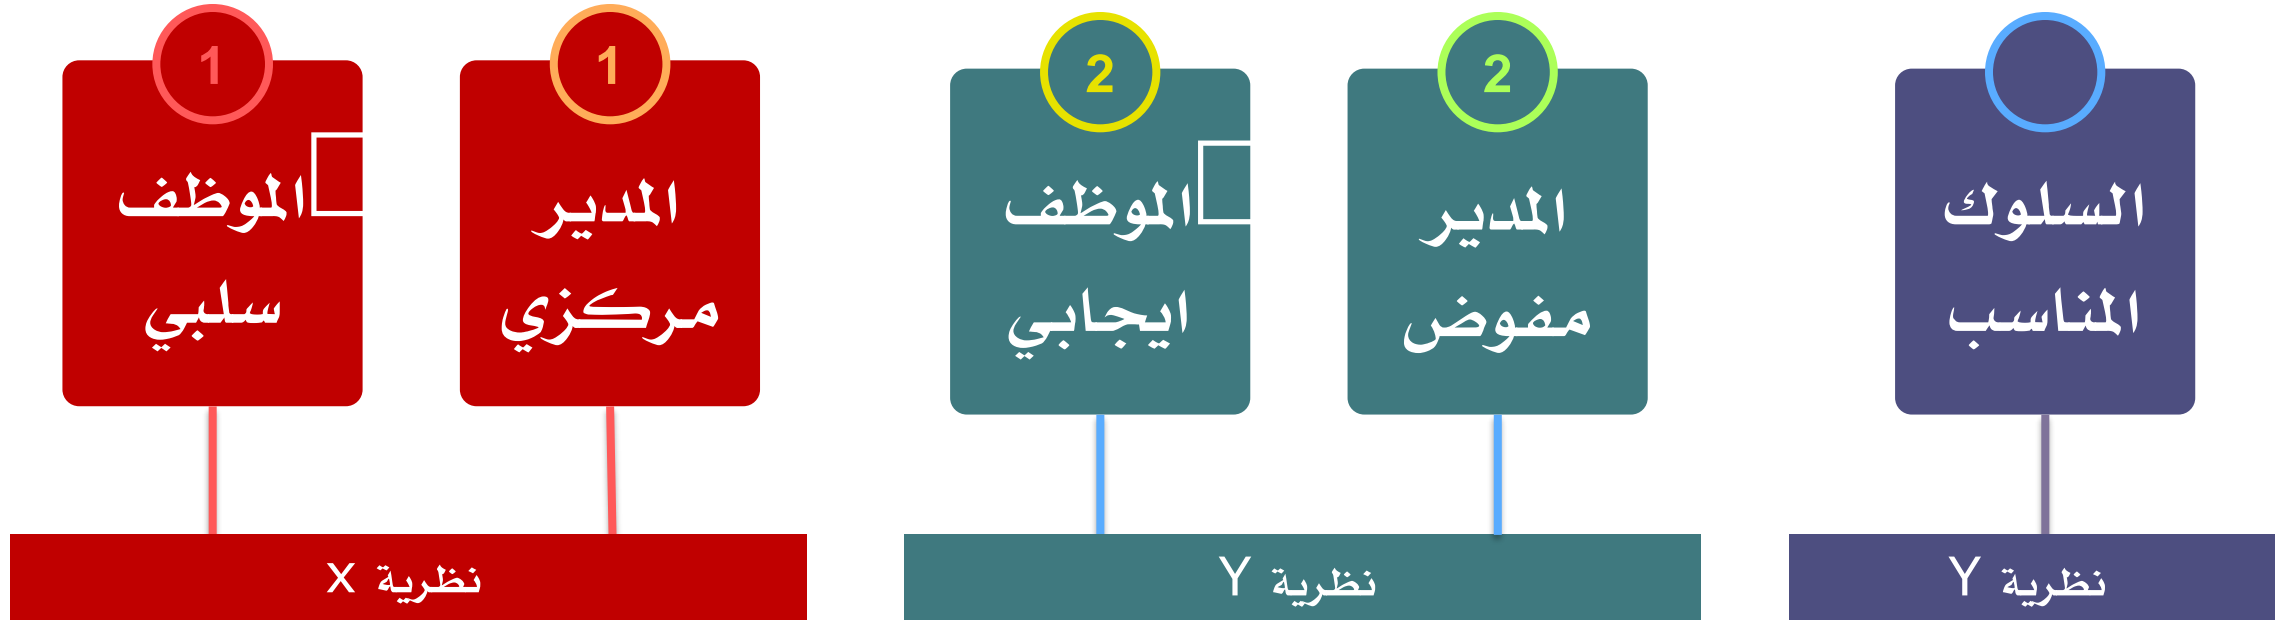 1
الموظف
سلبي
1
المدير
مركزي
نظرية x
2
الموظف
ايجابي
2
المدير
مفوض
نظرية Y
السلوك
المناسب
نظرية Y